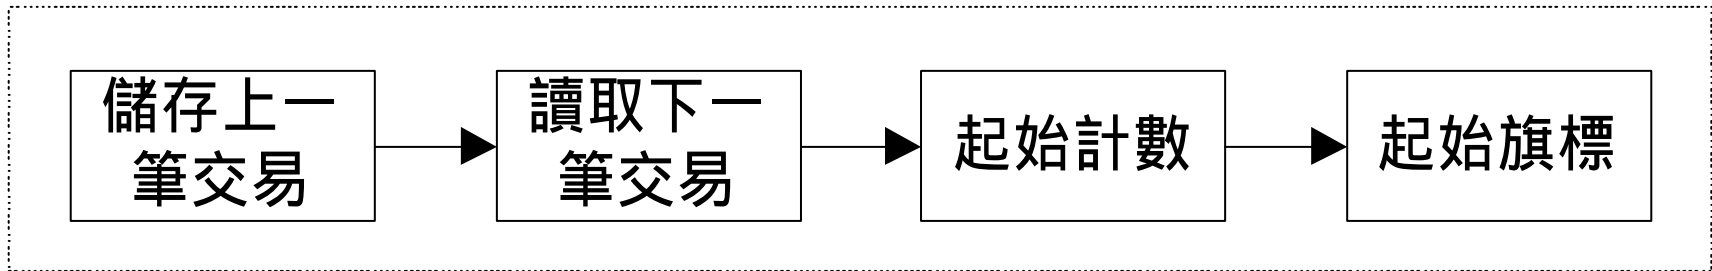 儲存上一
筆交易
讀取下一
筆交易
起始計數
起始旗標